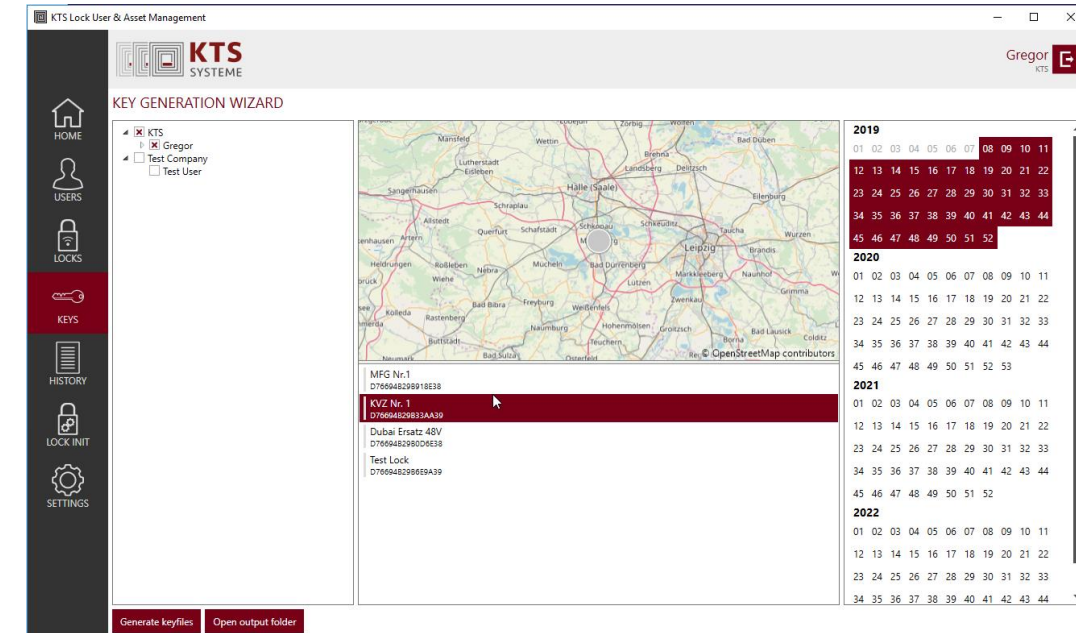 KTS Lock User & Asset Management
KTS
SYSTEME
Gregor
KTS
HOME
USERS
LOCKS
KEYS
HISTORY
LOCK INIT
SETTINGS
KEY GENERATION WIZARD
KTS
Gregor
Test Company
Test User
Zörbig
Mansfeld
Wettin
Bad Düben
Brehna
Lutherstadt
Eisleben
Landsberg
Delitzsch
Halle (Saale)
Sangerhausen
Eilenburg
Schraplau
Allstedt
Querfurt
Schafstädt
Schkopau
Schkeuditz
Taucha
Wurzen
Artern
Leipzig
Brandis
Heldrungen
Roßleben
Nebra
Mücheln
Bad Dürrenberg
Markkleeberg
Naunhof
Wiehe
Lützen
Grimma
Zwenkau
Bad Bibra
Freyburg
Weißenfels
Kölleda
Rastenberg
Naumburg
Hohenmölsen
Groitzsch
Bad Lausick
Buttstädt
Teuchern
Borna
Colditz
Neumark
Bad Sulza
Osterfeld
© OpenStreetMap contributors
MFG Nr.1
D76694B29B918E38
KVZ Nr. 1
D76694B29B33AA39
Dubai Ersatz 48V
D76694B29B0D6E38
Test Lock
D76694B29B6E9A39
2019
01 02 03 04 05 06 07 08 09 10 11
12 13 14 15 16 17 18 19 20 21 22
23 24 25 26 27 28 29 30 31 32 33
34 35 36 37 38 39 40 41 42 43 44
45 46 47 48 49 50 51 52
2020
01 02 03 04 05 06 07 08 09 10 11
12 13 14 15 16 17 18 19 20 21 22
23 24 25 26 27 28 29 30 31 32 33
34 35 36 37 38 39 40 41 42 43 44
45 46 47 48 49 50 51 52 53
2021
01 02 03 04 05 06 07 08 09 10 11
12 13 14 15 16 17 18 19 20 21 22
23 24 25 26 27 28 29 30 31 32 33
34 35 36 37 38 39 40 41 42 43 44
45 46 47 48 49 50 51 52
2022
01 02 03 04 05 06 07 08 09 10 11
12 13 14 15 16 17 18 19 20 21 22
23 24 25 26 27 28 29 30 31 32 33
34 35 36 37 38 39 40 41 42 43 44
Generate keyfiles
Open output folder